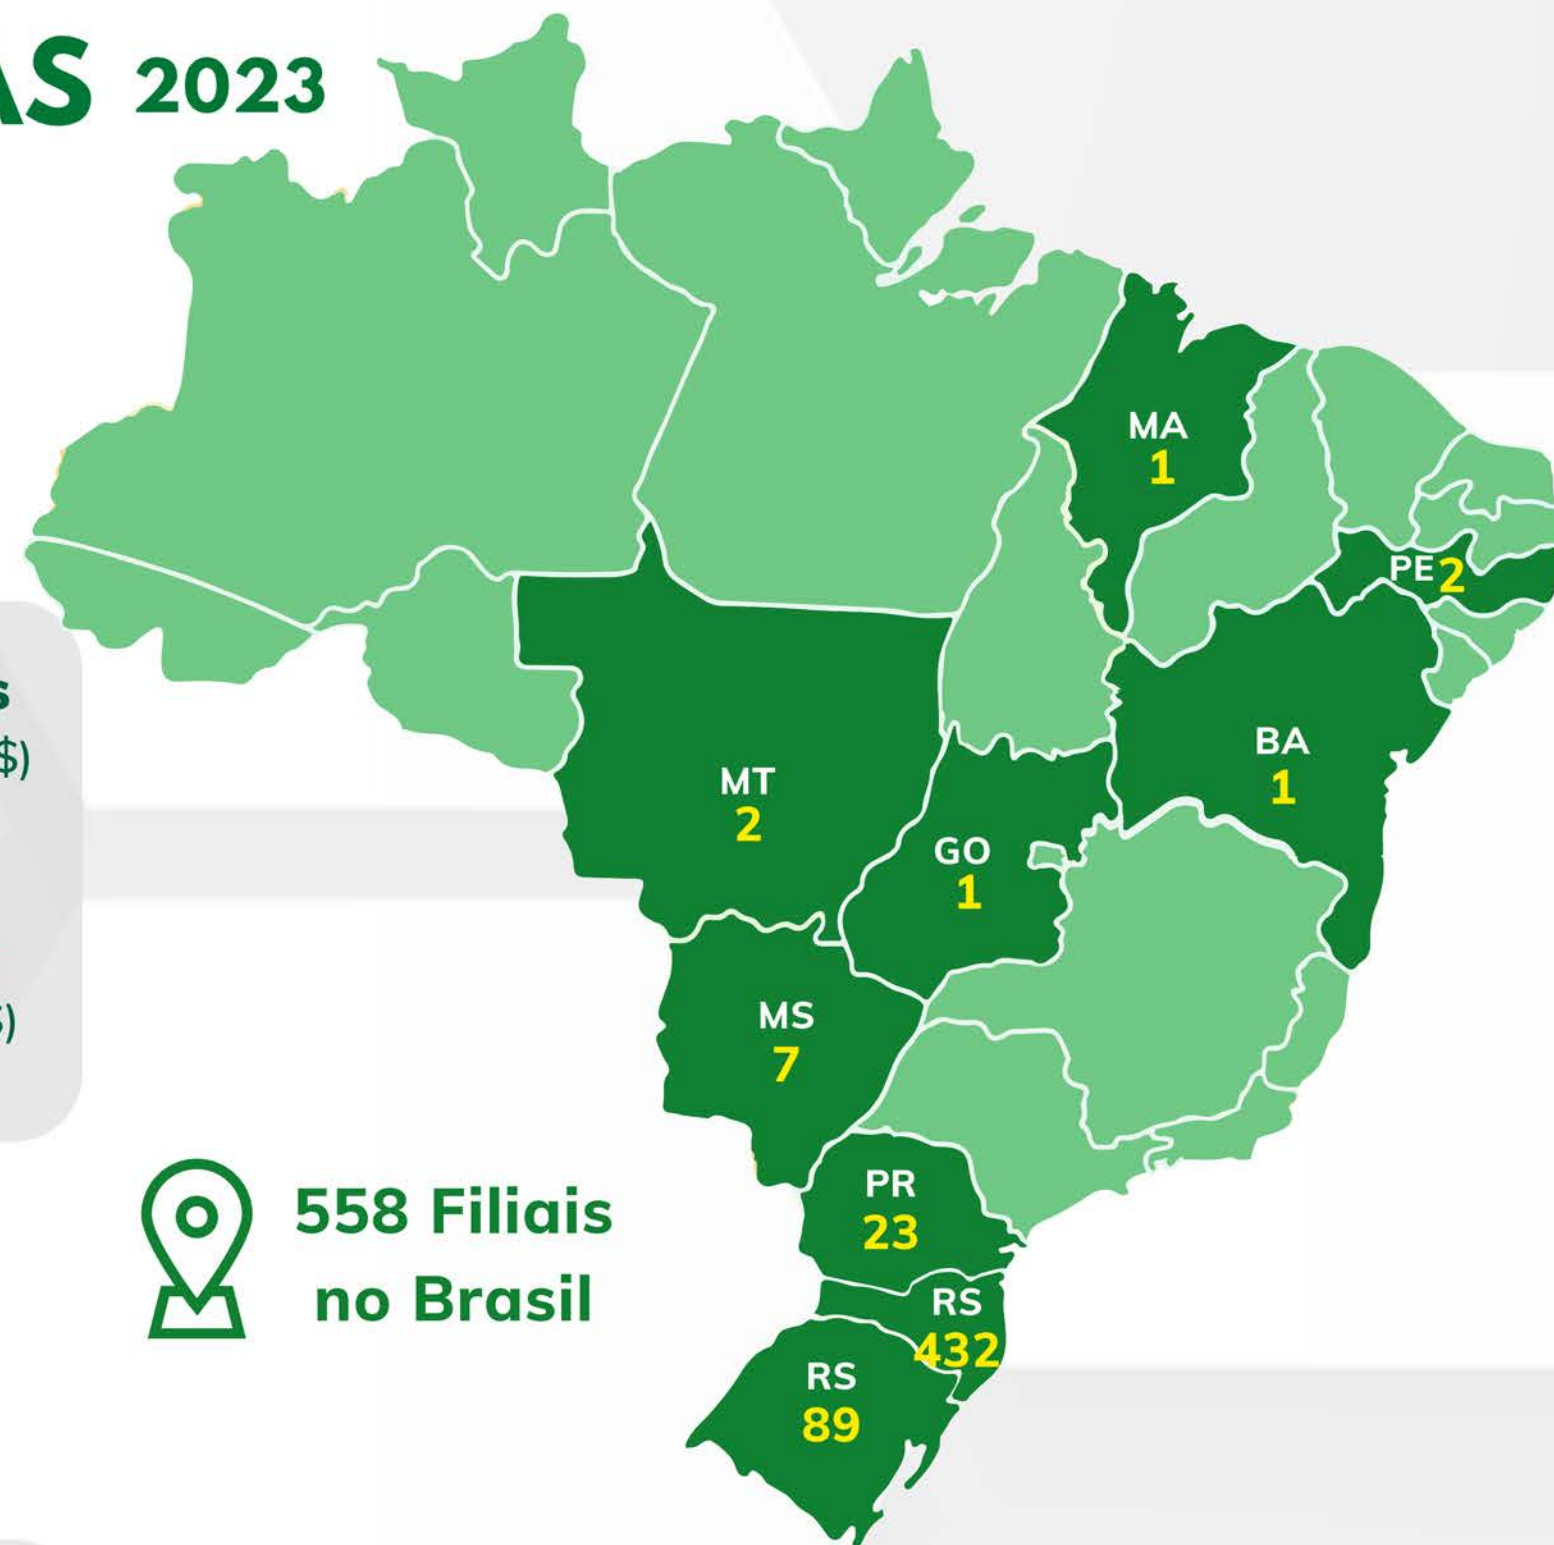 AS 2023
MA
1
PE 2
s
$)
BA
1
MT
2
GO
1
MS
7
$)
PR
23
558 Filiais
no Brasil
RS
432
RS
89